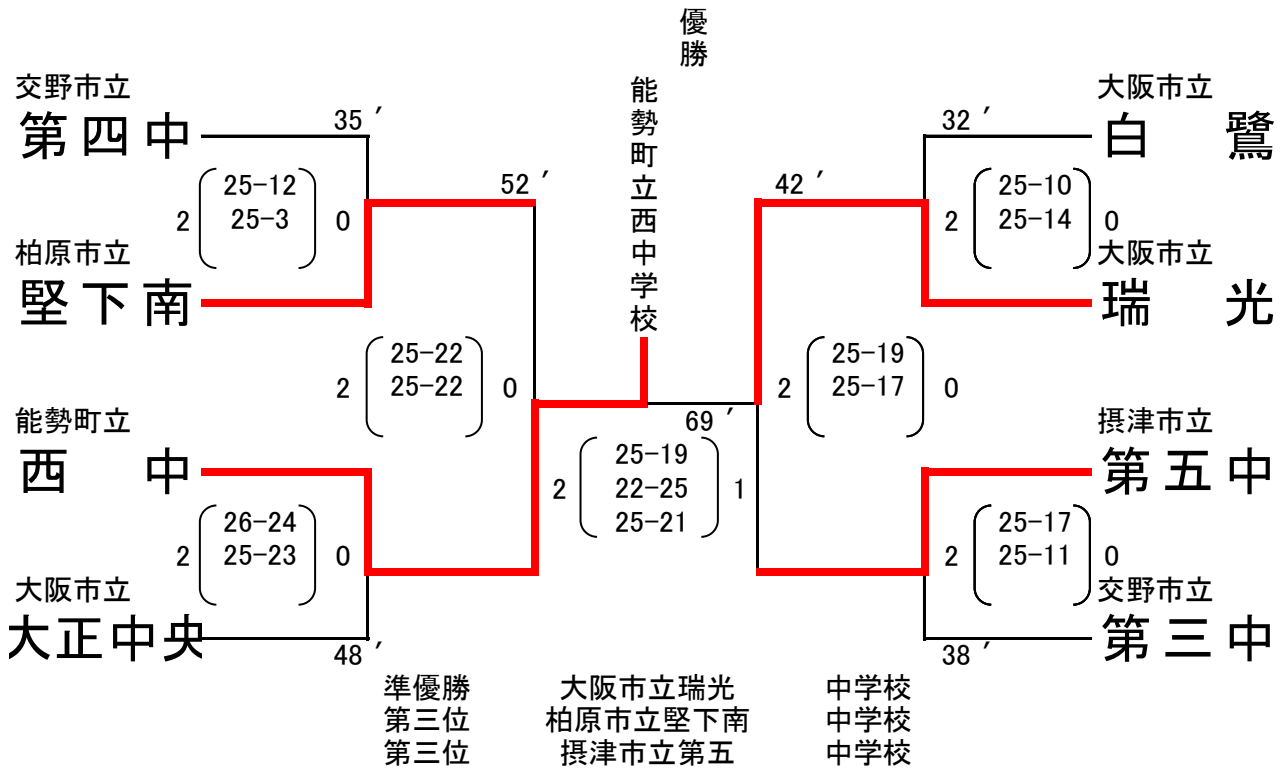 優勝
能勢町立西中学校
交野市立
第四中
35′
2 25-12 0
25-3
柏原市立
堅下南
52′
2 25-22 0
25-22
能勢町立
西中
2 26-24 0
25-23
大阪市立
大正中央
48′
69′
2 25-19 1
22-25
25-21
大阪市立
白鷺
32′
2 25-10 0
25-14
大阪市立
瑞光
42′
2 25-19 0
25-17
摂津市立
第五中
2 25-17 0
25-11
交野市立
第三中
38′
準優勝 大阪市立瑞光 中学校
第三位 柏原市立堅下南 中学校
第三位 摂津市立第五 中学校